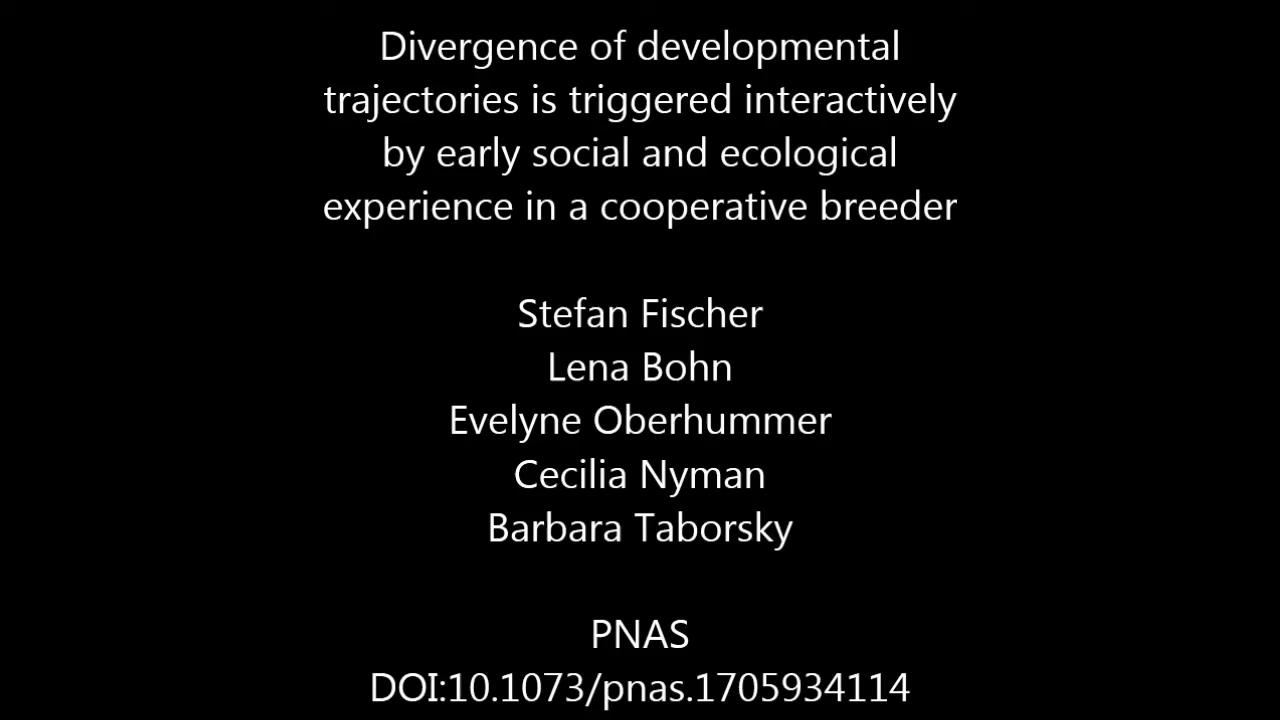 Divergence of developmental
trajectories is triggered interactively
by early social and ecological
experience in a cooperative breeder
Stefan Fischer
Lena Bohn
Evelyne Oberhummer
Cecilia Nyman
Barbara Taborsky
PNAS
DOI:10.1073/pnas.1705934114